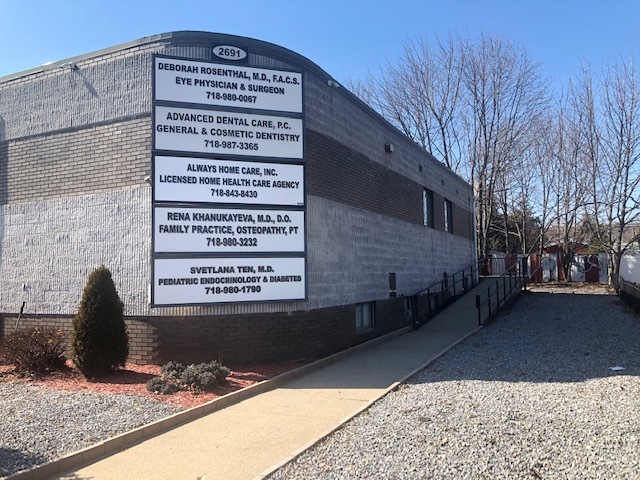 2691
DEBORAH ROSENTHAL, M.D., F.A.C.S.
EYE PHYSICIAN & SURGEON
718-980-0067
ADVANCED DENTAL CARE, P.C.
GENERAL & COSMETIC DENTISTRY
718-987-3365
ALWAYS HOME CARE, INC.
LICENSED HOME HEALTH CARE AGENCY
718-843-8430
RENA KHANUKAYEVA, M.D., D.O.
FAMILY PRACTICE, OSTEOPATHY, PT
718-980-3232
SVETLANA TEN, M.D.
PEDIATRIC ENDOCRINOLOGY & DIABETES
718-980-1790